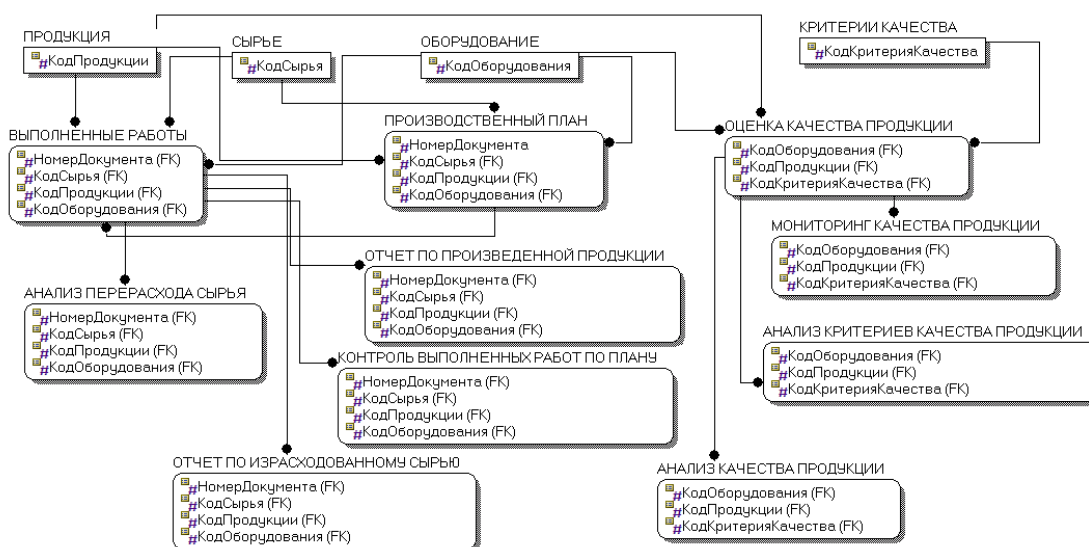 ПРОДУКЦИЯ
#КодПродукции
СЫРЬЕ
#КодСырья
ОБОРУДОВАНИЕ
#КодОборудования
КРИТЕРИИ КАЧЕСТВА
#КодКритерияКачества
ВЫПОЛНЕННЫЕ РАБОТЫ
#НомерДокумента (FK)
#КодСырья (FK)
#КодПродукции (FK)
#КодОборудования (FK)
ПРОИЗВОДСТВЕННЫЙ ПЛАН
#НомерДокумента
#КодСырья (FK)
#КодПродукции (FK)
#КодОборудования (FK)
ОЦЕНКА КАЧЕСТВА ПРОДУКЦИИ
#КодОборудования (FK)
#КодПродукции (FK)
#КодКритерияКачества (FK)
МОНИТОРИНГ КАЧЕСТВА ПРОДУКЦИИ
#КодОборудования (FK)
#КодПродукции (FK)
#КодКритерияКачества (FK)
ОТЧЕТ ПО ПРОИЗВЕДЕННОЙ ПРОДУКЦИИ
#НомерДокумента (FK)
#КодСырья (FK)
#КодПродукции (FK)
#КодОборудования (FK)
АНАЛИЗ ПЕРЕРАСХОДА СЫРЬЯ
#НомерДокумента (FK)
#КодСырья (FK)
#КодПродукции (FK)
#КодОборудования (FK)
АНАЛИЗ КРИТЕРИЕВ КАЧЕСТВА ПРОДУКЦИИ
#КодОборудования (FK)
#КодПродукции (FK)
#КодКритерияКачества (FK)
КОНТРОЛЬ ВЫПОЛНЕННЫХ РАБОТ ПО ПЛАНУ
#НомерДокумента (FK)
#КодСырья (FK)
#КодПродукции (FK)
#КодОборудования (FK)
ОТЧЕТ ПО ИЗРАСХОДОВАННОМУ СЫРЬЮ
#НомерДокумента (FK)
#КодСырья (FK)
#КодПродукции (FK)
#КодОборудования (FK)
АНАЛИЗ КАЧЕСТВА ПРОДУКЦИИ
#КодОборудования (FK)
#КодПродукции (FK)
#КодКритерияКачества (FK)